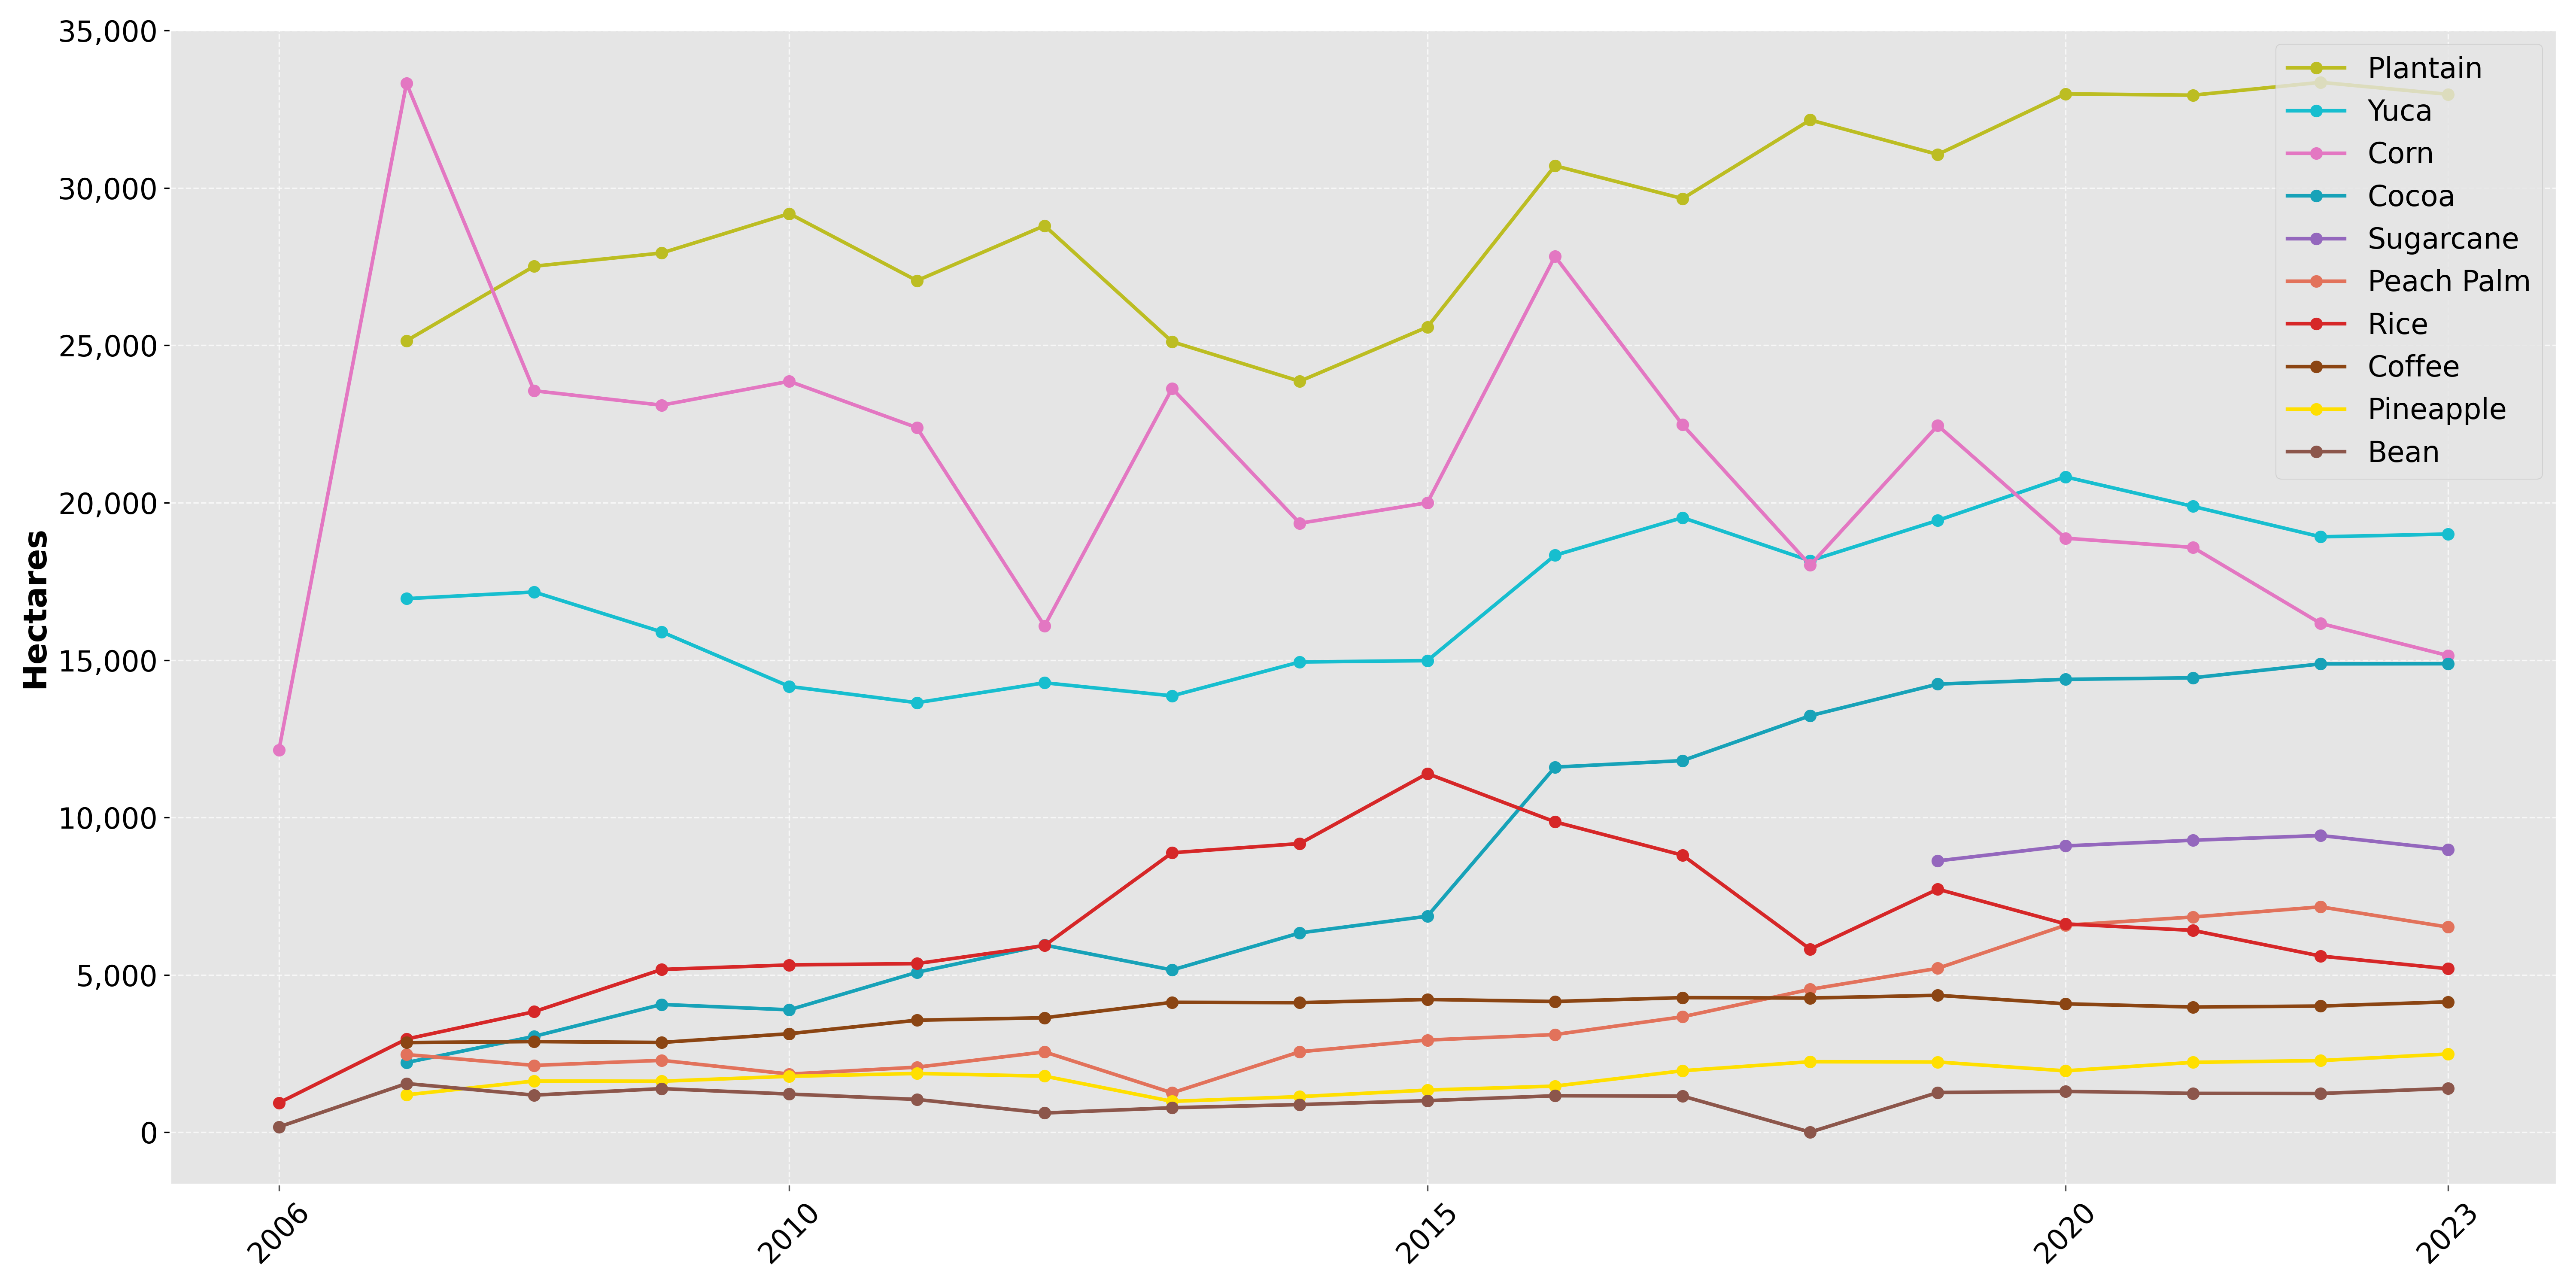 35,000
30,000
25,000
20,000
15,000
10,000
5,000
0
Hectares
2006
2010
2015
2020
2023
Plantain
Yuca
Corn
Cocoa
Sugarcane
Peach Palm
Rice
Coffee
Pineapple
Bean